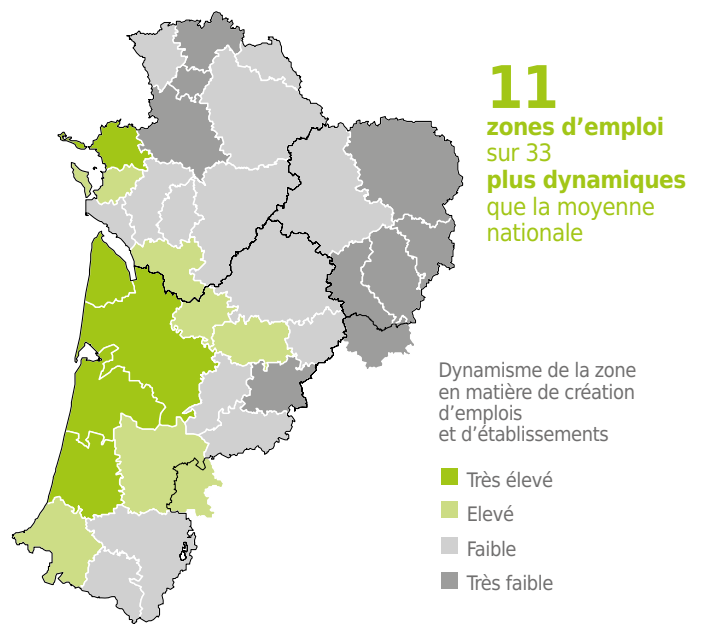 11
zones d’emploi
sur 33
plus dynamiques
que la moyenne
nationale
Dynamisme de la zone
en matière de création
d’emplois
et d’établissements
Très élevé
Elevé
Faible
Très faible